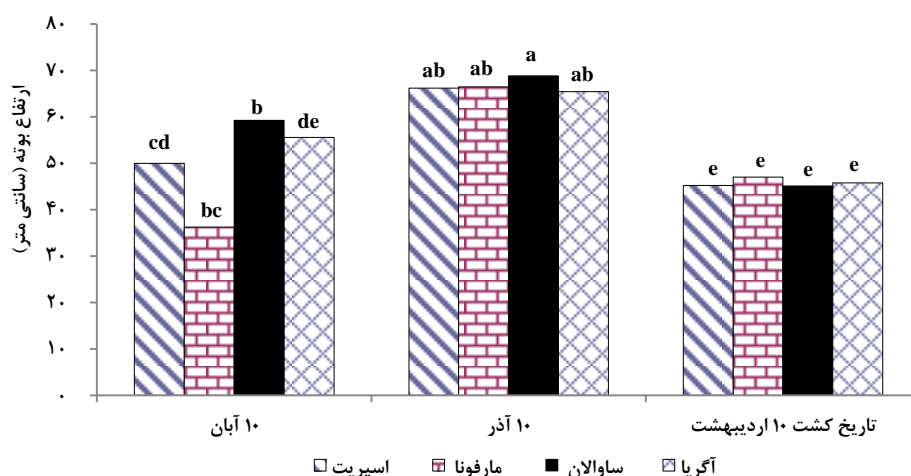 ارتفاع بوته (سانتی متر)
۸۰
۷۰
۶۰
۵۰
۴۰
۳۰
۲۰
۱۰
۰
cd
bc
b
de
ab
ab
a
ab
e
e
e
e
۱۰ آبان
۱۰ آذر
تاریخ کشت ۱۰ اردیبهشت
اسپریت
مارفونا
ساوالان
آگریا